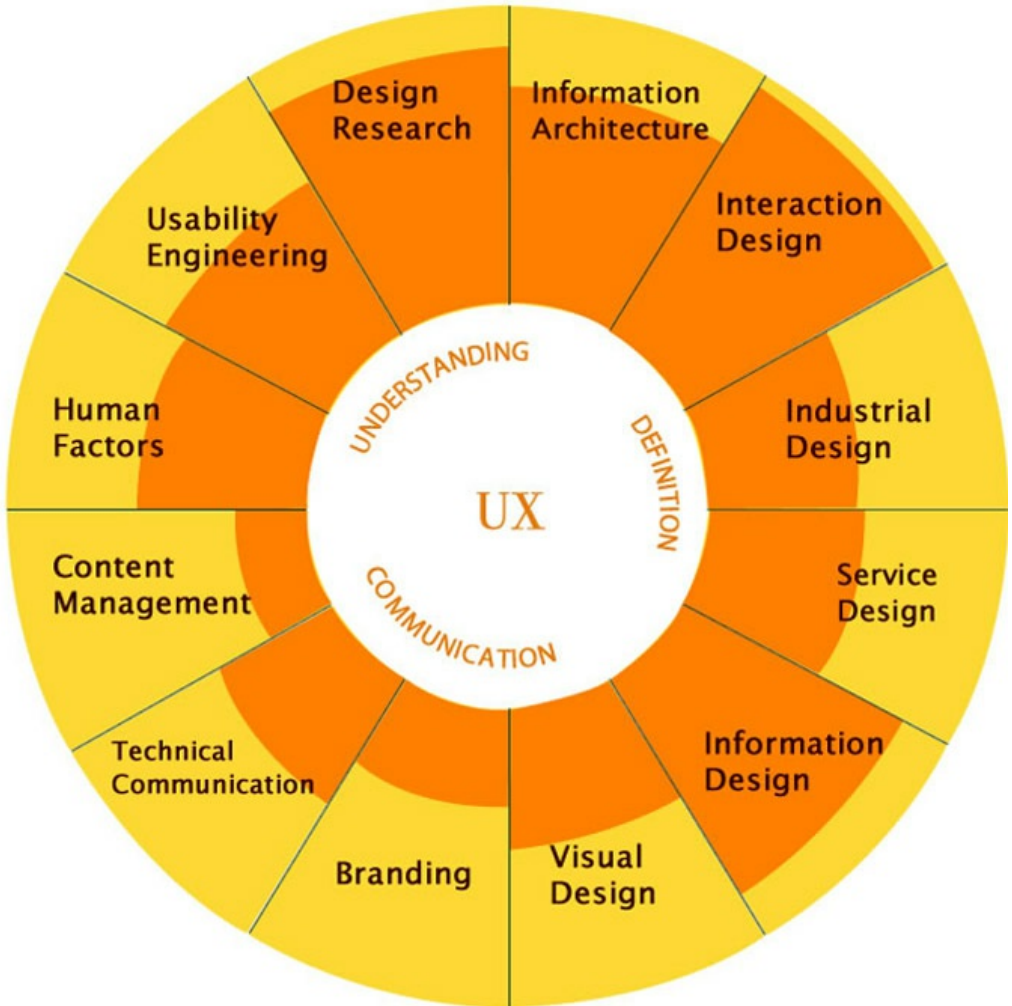 Design
Research
Information
Architecture
Interaction
Design
Usability
Engineering
Human
Factors
Industrial
Design
UNDERSTANDING
DEFINITION
UX
COMMUNICATION
Content
Management
Service
Design
Technical
Communication
Information
Design
Branding
Visual
Design